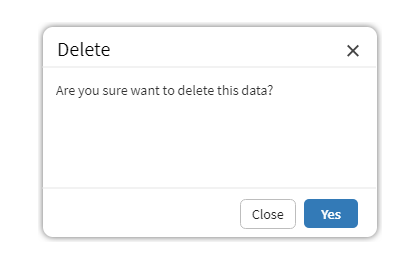 Delete
Are you sure want to delete this data?
Close Yes